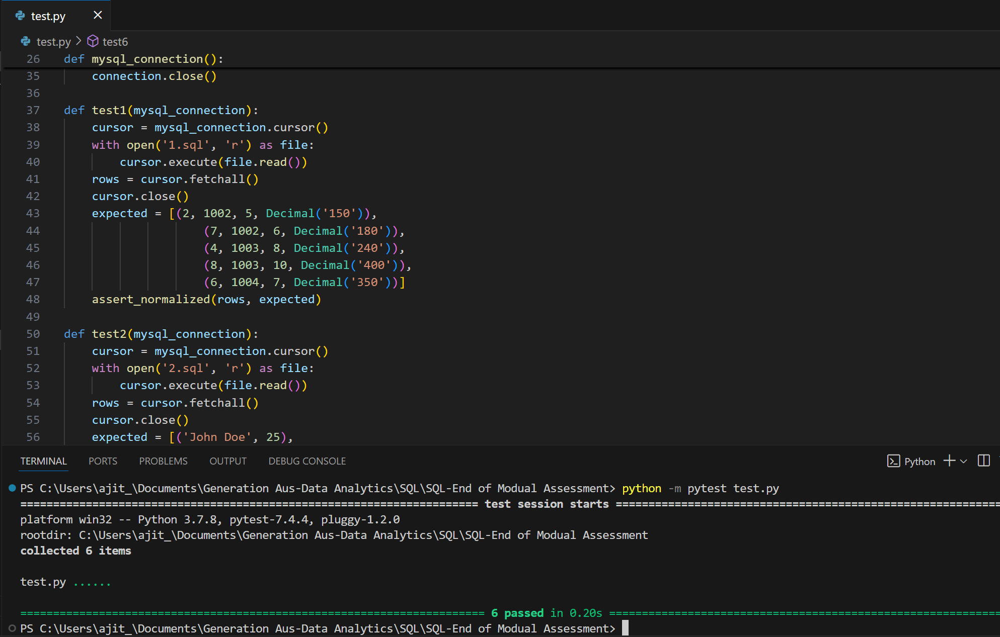 test.py
test.py > test6
26 def mysql_connection():
35     connection.close()
36
37 def test1(mysql_connection):
38     cursor = mysql_connection.cursor()
39     with open('1.sql', 'r') as file:
40         cursor.execute(file.read())
41     rows = cursor.fetchall()
42     cursor.close()
43     expected = [(2, 1002, 5, Decimal('150')),
44                     (7, 1002, 6, Decimal('180')),
45                     (4, 1003, 8, Decimal('240')),
46                     (8, 1003, 10, Decimal('400')),
47                     (6, 1004, 7, Decimal('350'))]
48     assert_normalized(rows, expected)
49
50 def test2(mysql_connection):
51     cursor = mysql_connection.cursor()
52     with open('2.sql', 'r') as file:
53         cursor.execute(file.read())
54     rows = cursor.fetchall()
55     cursor.close()
56     expected = [('John Doe', 25),
TERMINAL PORTS PROBLEMS OUTPUT DEBUG CONSOLE Python
PS C:\Users\ajit_\Documents\Generation Aus-Data Analytics\SQL\SQL-End of Modual Assessment> python -m pytest test.py
====================================================================== test session starts ===========================================================
platform win32 -- Python 3.7.8, pytest-7.4.4, pluggy-1.2.0
rootdir: C:\Users\ajit_\Documents\Generation Aus-Data Analytics\SQL\SQL-End of Modual Assessment
collected 6 items
test.py ......
======================================================================= 6 passed in 0.20s ============================================================
PS C:\Users\ajit_\Documents\Generation Aus-Data Analytics\SQL\SQL-End of Modual Assessment>